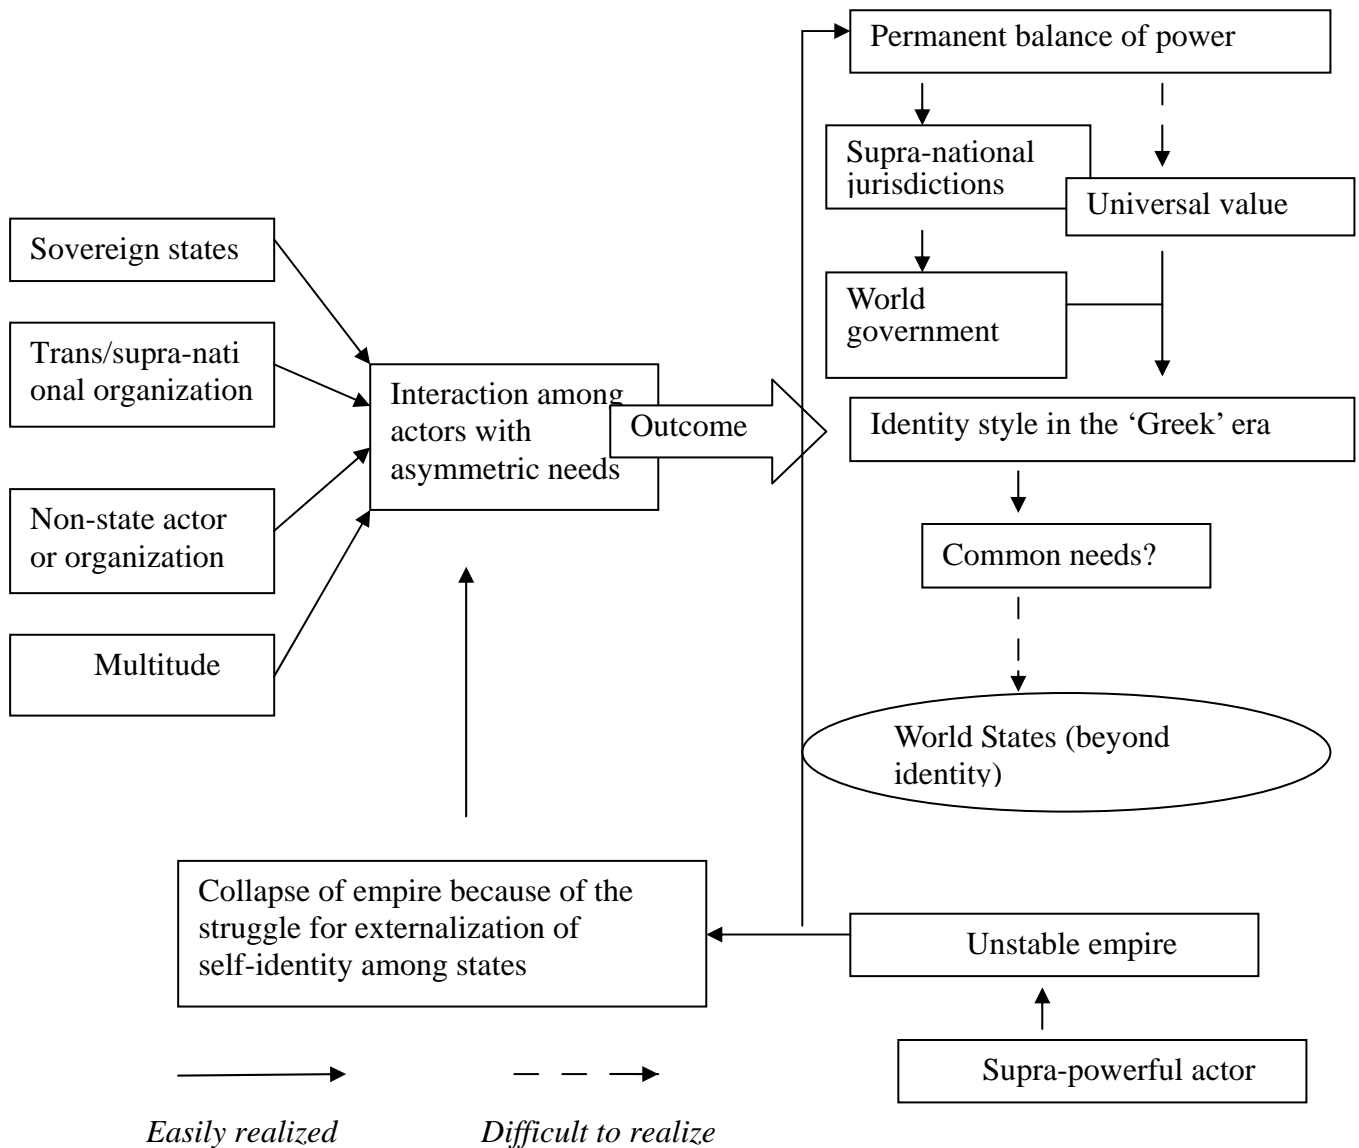 Permanent balance of power
Supra-national
jurisdictions
Universal value
Sovereign states
World
government
Trans/supra-nati
onal organization
Interaction among
actors with
asymmetric needs
Outcome
Identity style in the ‘Greek’ era
Non-state actor
or organization
Common needs?
Multitude
World States (beyond
identity)
Collapse of empire because of the
struggle for externalization of
self-identity among states
Unstable empire
Supra-powerful actor
Easily realized
Difficult to realize